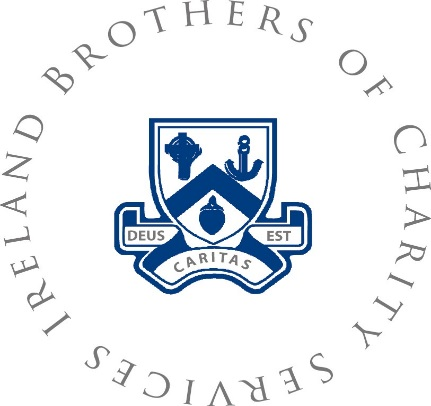 BROTHERS OF CHARITY SERVICES IRELAND
DEUS CARITAS EST